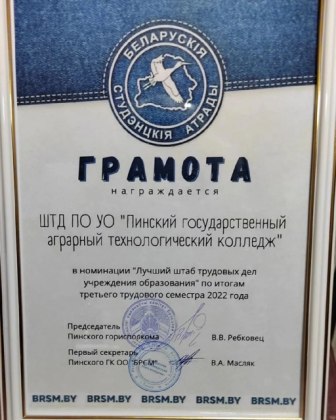 БЕЛАРУСКІЯ
СТУДЭНЦКІЯ АТРАДЫ
ГРАМОТА
награждается
ШТД ПО УО "Пинский государственный
аграрный технологический колледж"
в номинации "Лучший штаб трудовых дел
учреждения образования" по итогам
третьего трудового семестра 2022 года
Председатель
Пинского горисполкома В.В. Ребковец
Первый секретарь
Пинского ГК ОО "БРСМ" В.А. Масляк
BRSM.BY BRSM.BY BRSM.BY BRSM.BY BRSM.BY